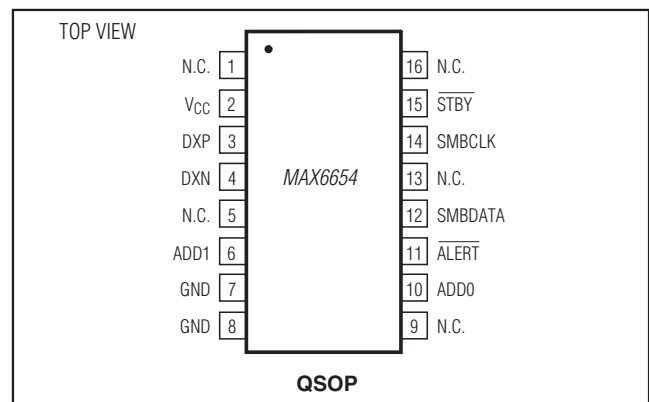 TOP VIEW
N.C. 1 16 N.C.
VCC 2 15 STBY
DXP 3 14 SMBCLK
DXN 4 MAX6654 13 N.C.
N.C. 5 12 SMBDATA
ADD1 6 11 ALERT
GND 7 10 ADD0
GND 8 9 N.C.
QSOP